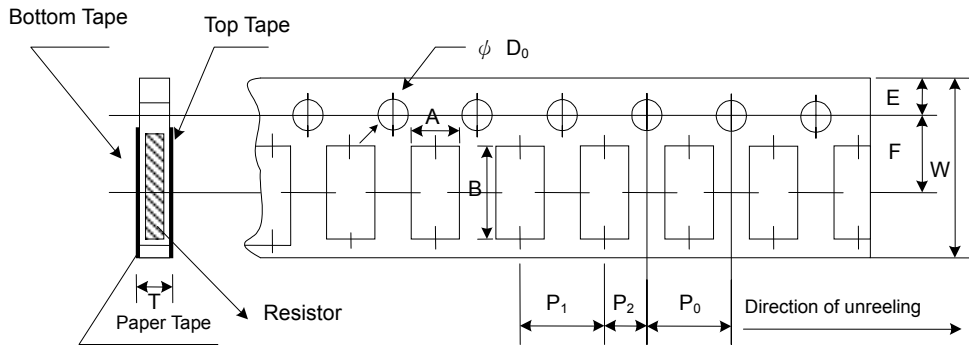 Bottom Tape
Top Tape
ϕ D₀
E
A
F
W
B
T
P₁
P₂
P₀
Direction of unreeling
Resistor
Paper Tape